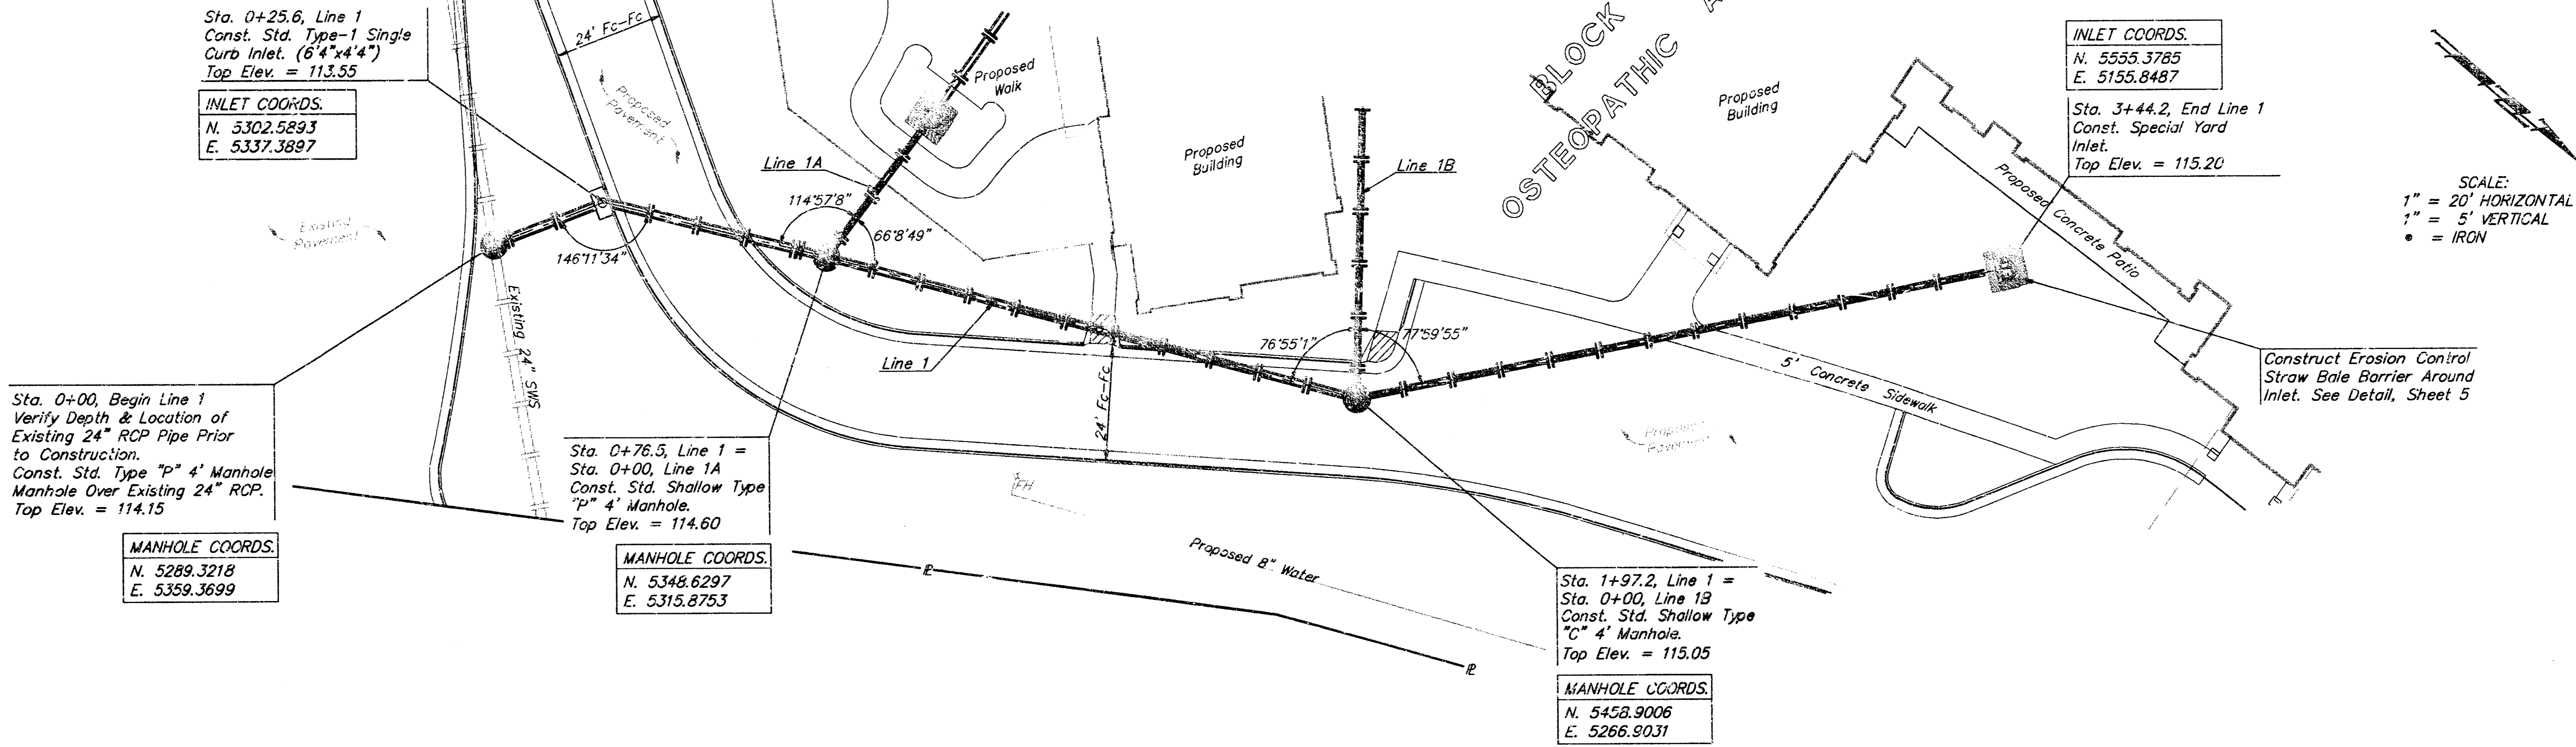 Sta. 0+25.6, Line 1
Const. Std. Type-1 Single
Curb Inlet. (6'4"x4'4")
Top Elev. = 113.55
INLET COORDS.
N. 5302.5893
E. 5337.3897
24' Fc-Fc
Proposed
Pavement
Proposed
Walk
Line 1A
114°57'8"
66°8'49"
146°11'34"
Existing
Pavement
Existing 24" SWS
Proposed
Building
Line 1B
BLOCK
OSTEOPATHIC
Proposed
Building
INLET COORDS.
N. 5555.3785
E. 5155.8487
Sta. 3+44.2, End Line 1
Const. Special Yard
Inlet.
Top Elev. = 115.20
Proposed Concrete Patio
SCALE:
1" = 20' HORIZONTAL
1" = 5' VERTICAL
= IRON
Line 1
76°55'1"
77°59'55"
24' Fc-Fc
5' Concrete Sidewalk
Proposed
Pavement
Construct Erosion Control
Straw Bale Barrier Around
Inlet. See Detail, Sheet 5
Sta. 0+00, Begin Line 1
Verify Depth & Location of
Existing 24" RCP Pipe Prior
to Construction.
Const. Std. Type "P" 4' Manhole
Manhole Over Existing 24" RCP.
Top Elev. = 114.15
MANHOLE COORDS.
N. 5289.3218
E. 5359.3699
Sta. 0+76.5, Line 1 =
Sta. 0+00, Line 1A
Const. Std. Shallow Type
"P" 4' Manhole.
Top Elev. = 114.60
MANHOLE COORDS.
N. 5348.6297
E. 5315.8753
FH
Proposed 8" Water
PL
PL
Sta. 1+97.2, Line 1 =
Sta. 0+00, Line 1B
Const. Std. Shallow Type
"C" 4' Manhole.
Top Elev. = 115.05
MANHOLE COORDS.
N. 5458.9006
E. 5266.9031